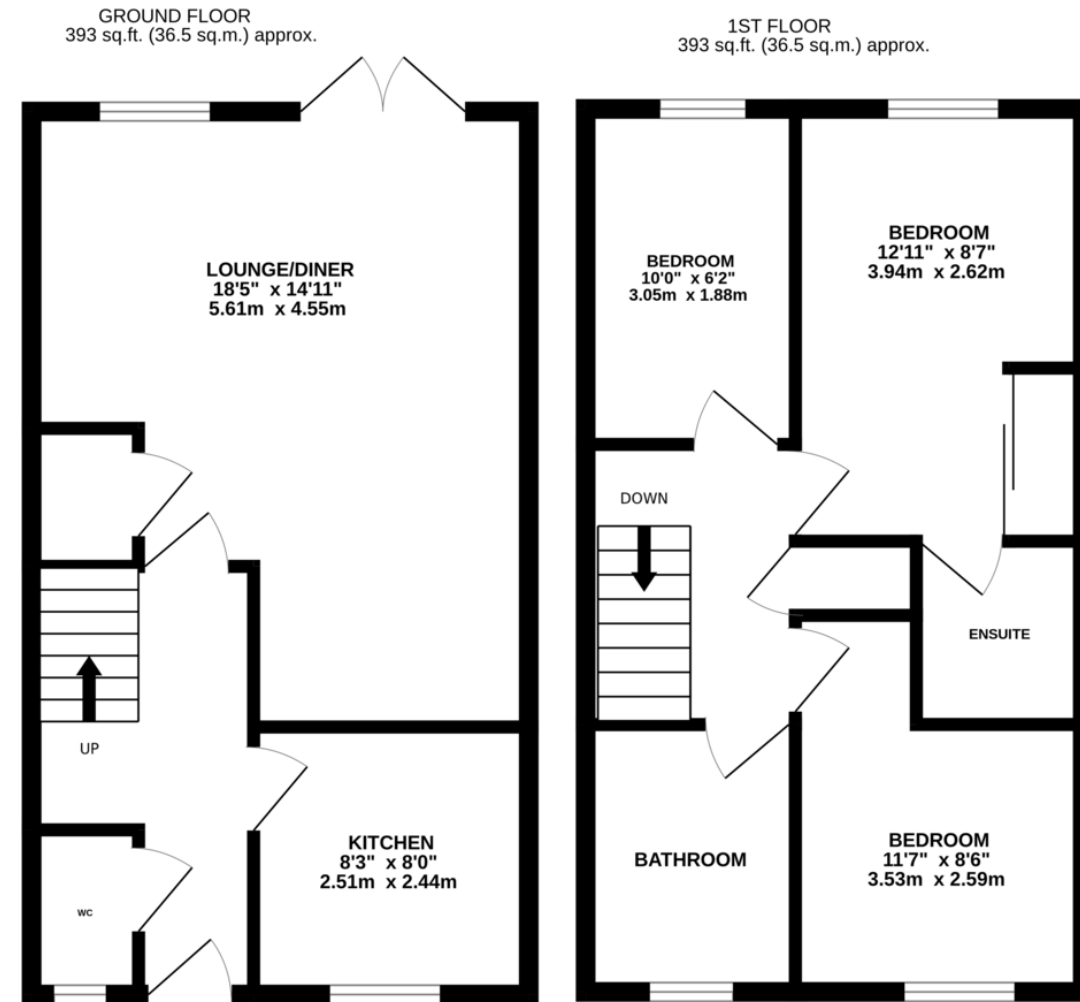 GROUND FLOOR
393 sq.ft. (36.5 sq.m.) approx.
LOUNGE/DINER
18'5" x 14'11"
5.61m x 4.55m
UP
KITCHEN
8'3" x 8'0"
2.51m x 2.44m
WC
1ST FLOOR
393 sq.ft. (36.5 sq.m.) approx.
BEDROOM
12'11" x 8'7"
3.94m x 2.62m
BEDROOM
10'0" x 6'2"
3.05m x 1.88m
DOWN
ENSUITE
BATHROOM
BEDROOM
11'7" x 8'6"
3.53m x 2.59m